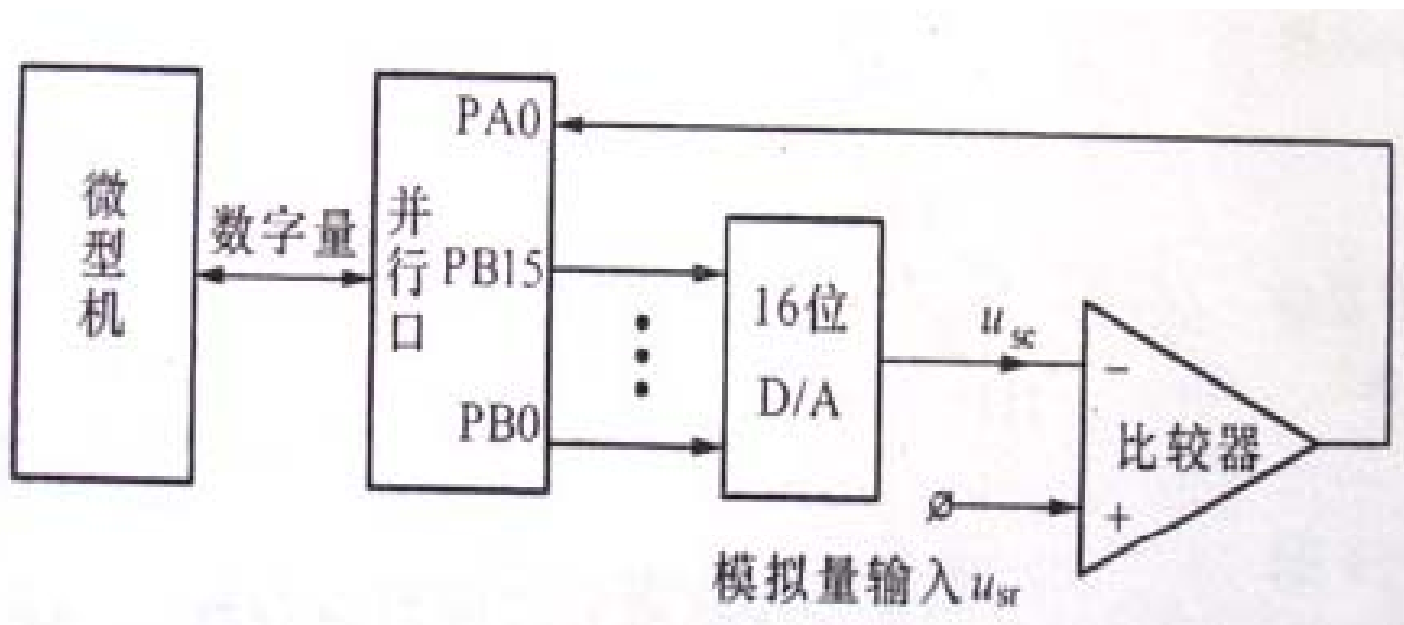 微型机
数字量
并行口
PA0
PB15
PB0
16位
D/A
u_sc
−
比较器
+
模拟量输入u_sr